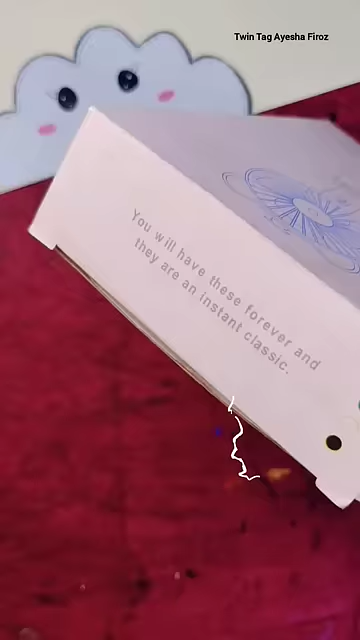 Twin Tag Ayesha Firoz
You will have these forever and
they are an instant classic.